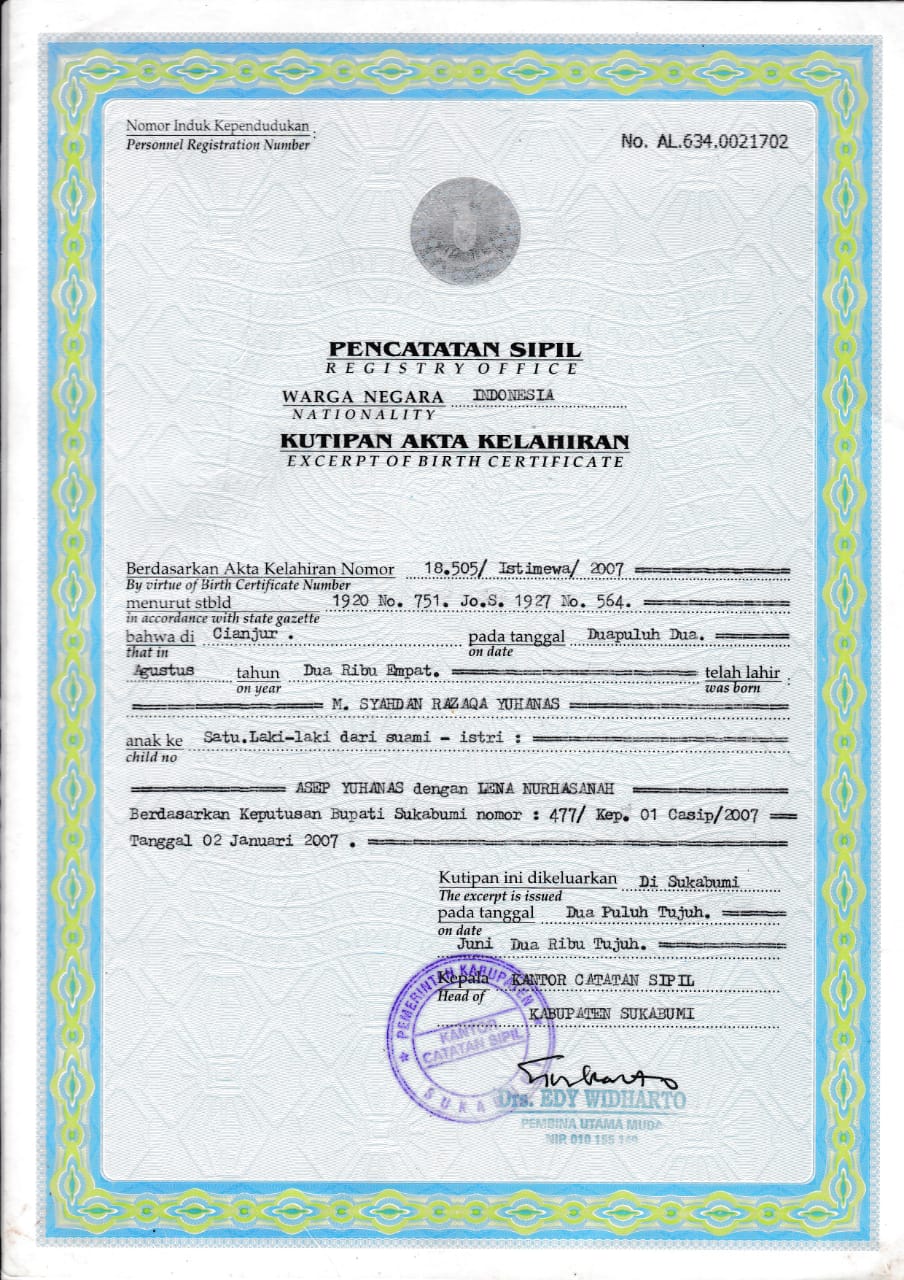 Nomor Induk Kependudukan :
Personnel Registration Number
No. AL.634.0021702
PENCATATAN SIPIL
REGISTRY OFFICE
WARGA NEGARA INDONESIA
NATIONALITY
KUTIPAN AKTA KELAHIRAN
EXCERPT OF BIRTH CERTIFICATE
Berdasarkan Akta Kelahiran Nomor 18.505/ Istimewa/ 2007
By virtue of Birth Certificate Number
menurut stbld 1920 No. 751. Jo.S. 1927 No. 564.
in accordance with state gazette
bahwa di Cianjur . pada tanggal Duapuluh Dua.
that in on date
Agustus tahun Dua Ribu Empat. telah lahir :
on year was born
M. SYAHDAN RAZAQA YUHANAS
anak ke Satu.Laki-laki dari suami - istri :
child no
ASEP YUHANAS dengan LENA NURHASANAH
Berdasarkan Keputusan Bupati Sukabumi nomor : 477/ Kep. 01 Casip/2007
Tanggal 02 Januari 2007 .
Kutipan ini dikeluarkan Di Sukabumi
The excerpt is issued
pada tanggal Dua Puluh Tujuh.
on date
Juni Dua Ribu Tujuh.
Kepala KANTOR CATATAN SIPIL
Head of
KABUPATEN SUKABUMI
PEMERINTAH KABUPATEN
KANTOR
CATATAN SIPIL
Drs. EDY WIDHARTO
PEMBINA UTAMA MUDA